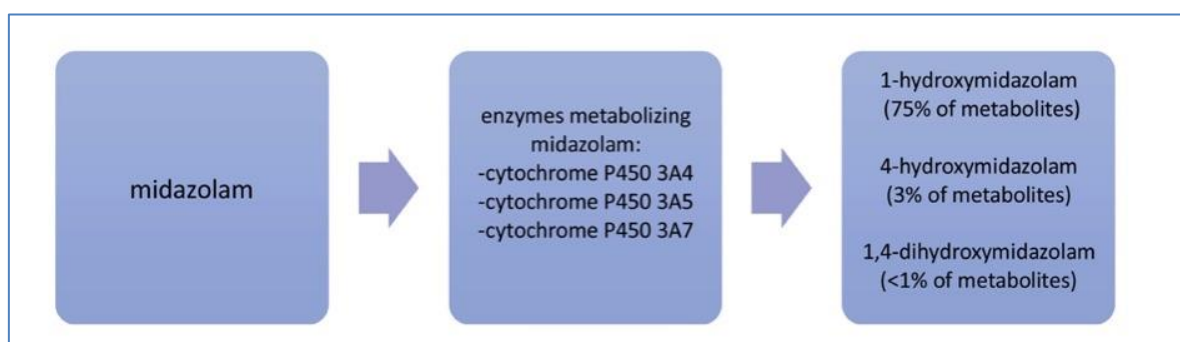 midazolam
enzymes metabolizing
midazolam:
-cytochrome P450 3A4
-cytochrome P450 3A5
-cytochrome P450 3A7
1-hydroxymidazolam
(75% of metabolites)
4-hydroxymidazolam
(3% of metabolites)
1,4-dihydroxymidazolam
(<1% of metabolites)